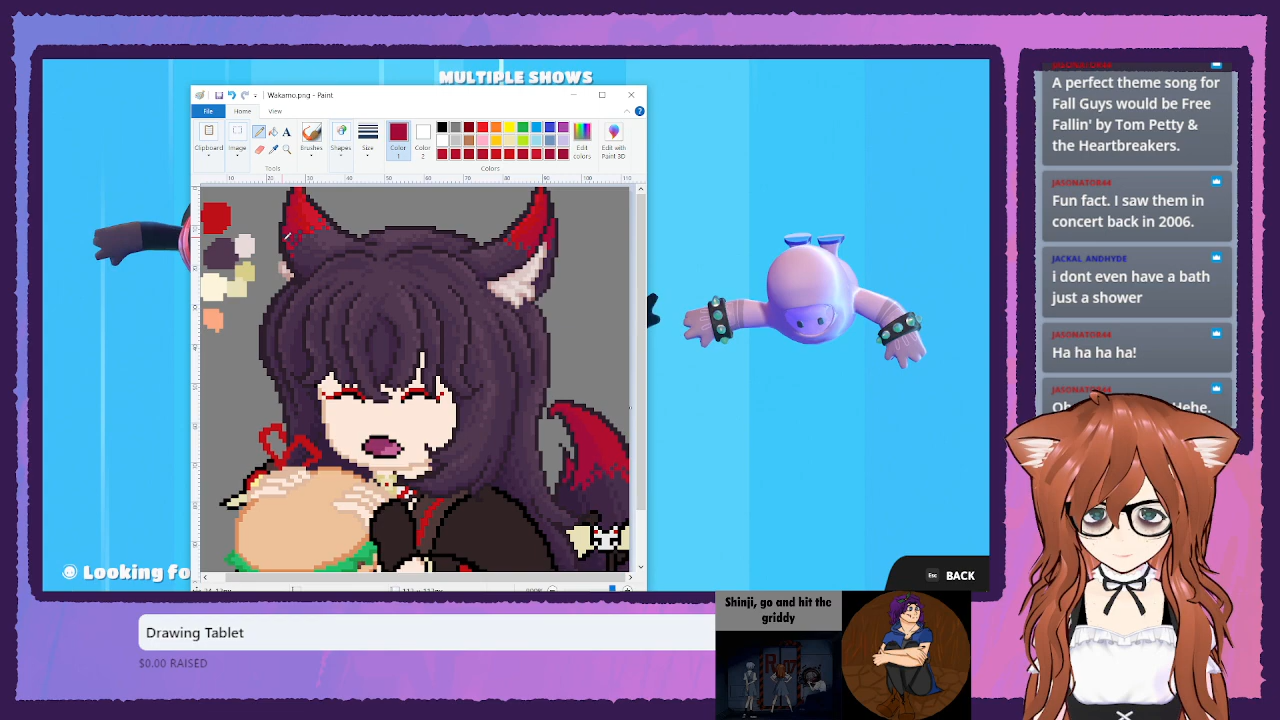 MULTIPLE SHOWS
Wakamo.png - Paint
File
Home
View
Clipboard
Image
Tools
Brushes
Shapes
Size
Color
1
Color
2
Edit
colors
Edit with
Paint 3D
Colors
Looking fo
Esc
BACK
A perfect theme song for
Fall Guys would be Free
Fallin' by Tom Petty &
the Heartbreakers.
JASONATOR44
Fun fact. I saw them in
concert back in 2006.
JACKAL_ANDHYDE
i dont even have a bath
just a shower
JASONATOR44
Ha ha ha ha!
JASONATOR44
Hehe.
Drawing Tablet
$0.00 RAISED
Shinji, go and hit the
griddy